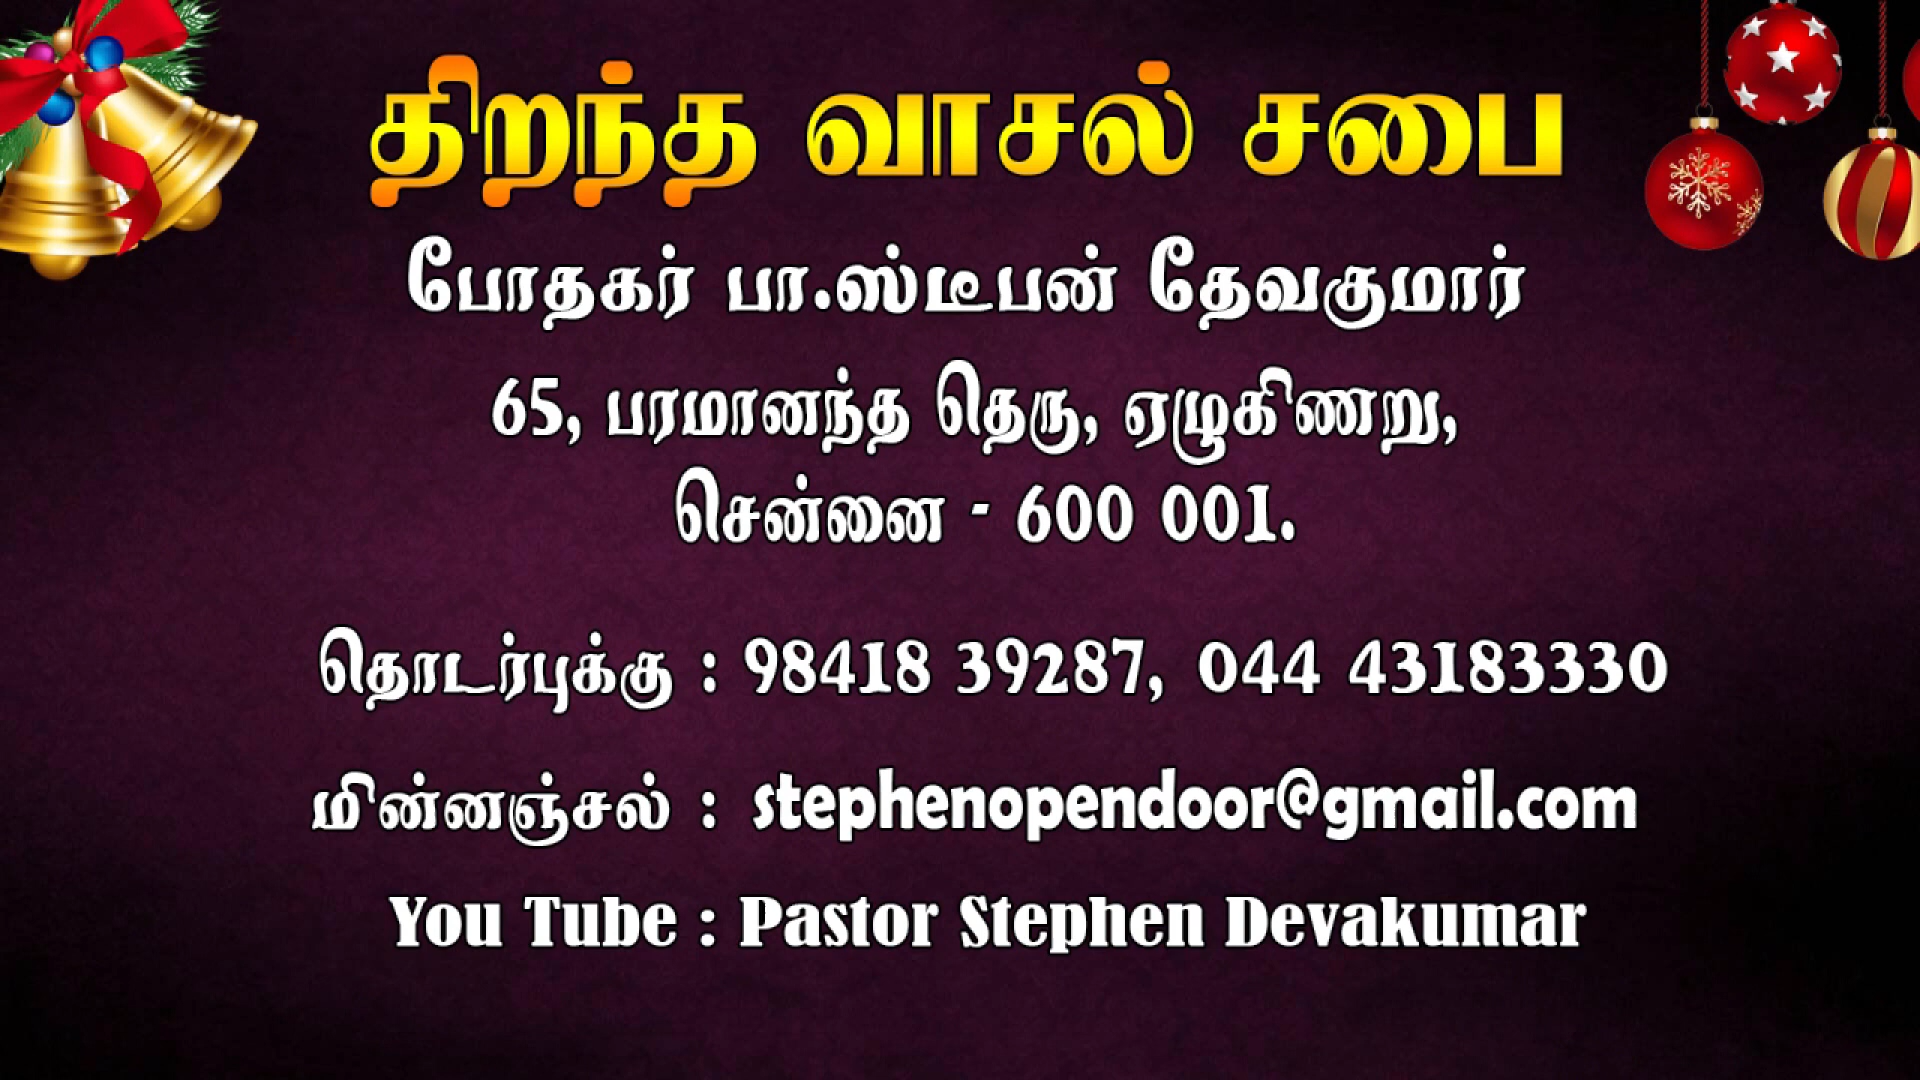 திறந்த வாசல் சபை
போதகர் பா.ஸ்டீபன் தேவகுமார்
65, பரமானந்த தெரு, ஏழுகிணறு,
சென்னை - 600 001.
தொடர்புக்கு : 98418 39287, 044 43183330
மின்னஞ்சல் : stephenopendoor@gmail.com
You Tube : Pastor Stephen Devakumar